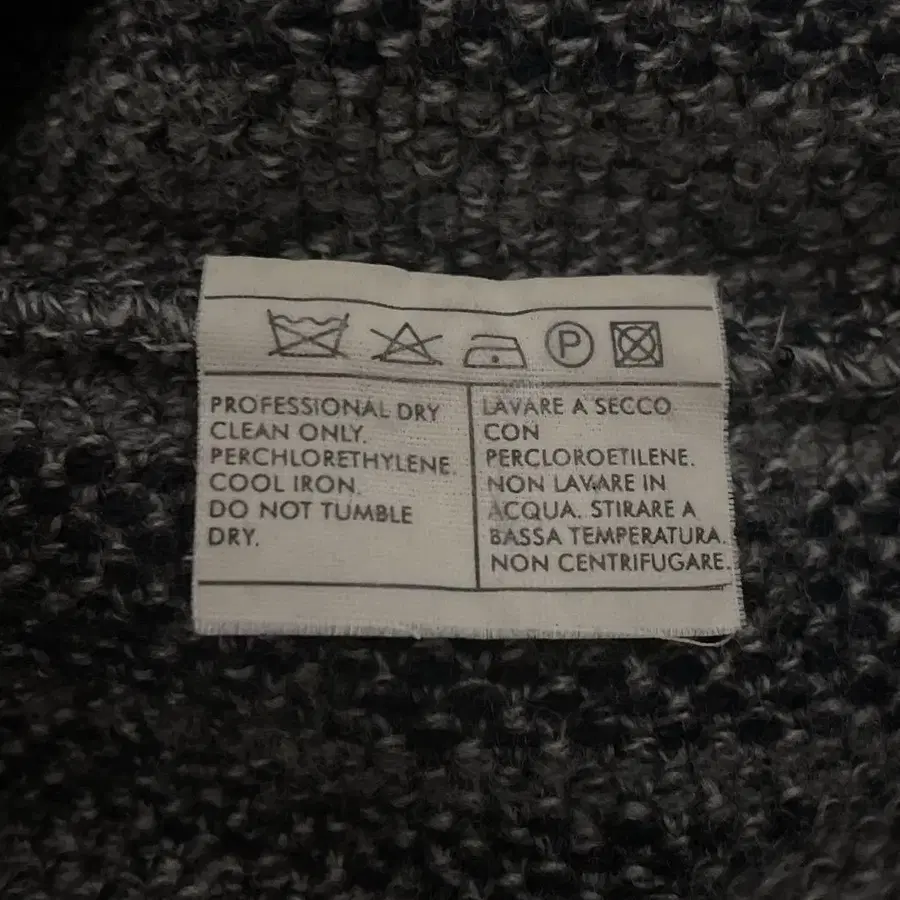 P
PROFESSIONAL DRY
CLEAN ONLY.
PERCHLORETHYLENE.
COOL IRON.
DO NOT TUMBLE
DRY.
LAVARE A SECCO
CON
PERCLOROETILENE.
NON LAVARE IN
ACQUA. STIRARE A
BASSA TEMPERATURA.
NON CENTRIFUGARE.